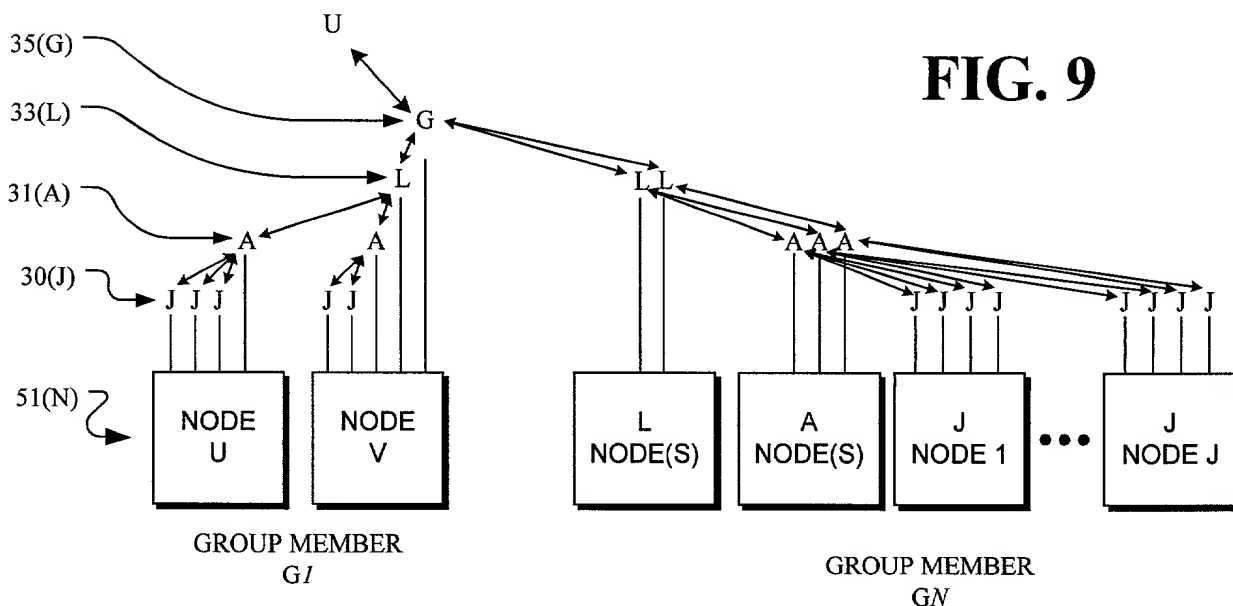 U
35(G)
FIG. 9
33(L)
G
L
L L
31(A)
A
A
A A A
30(J)
J J J
J J
J J J J
J J J J
51(N)
NODE
U
NODE
V
L
NODE(S)
A
NODE(S)
J
NODE 1
•••
J
NODE J
GROUP MEMBER
G1
GROUP MEMBER
GN